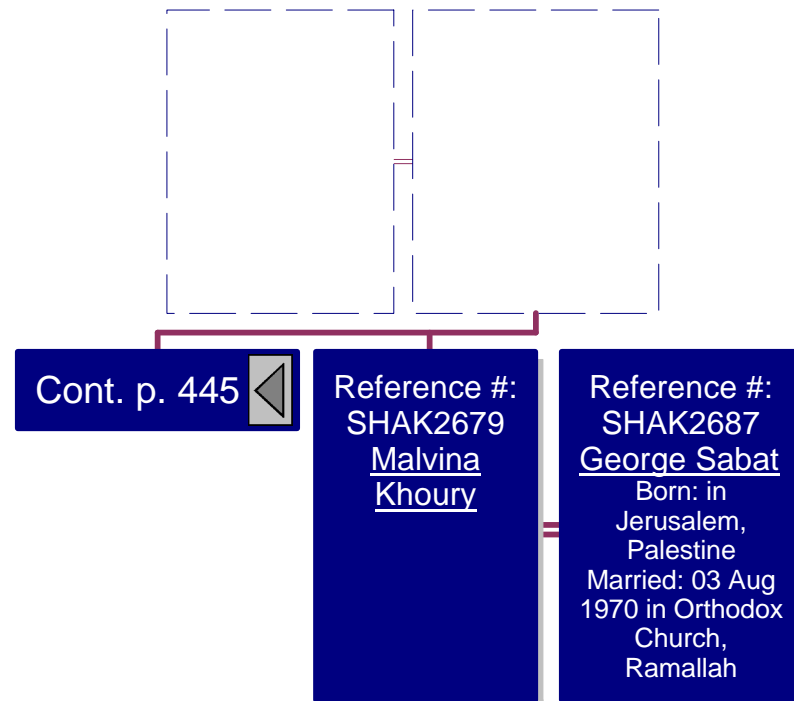 Cont. p. 445
Reference #:
SHAK2679
Malvina
Khoury
Reference #:
SHAK2687
George Sabat
Born: in
Jerusalem,
Palestine
Married: 03 Aug
1970 in Orthodox
Church,
Ramallah